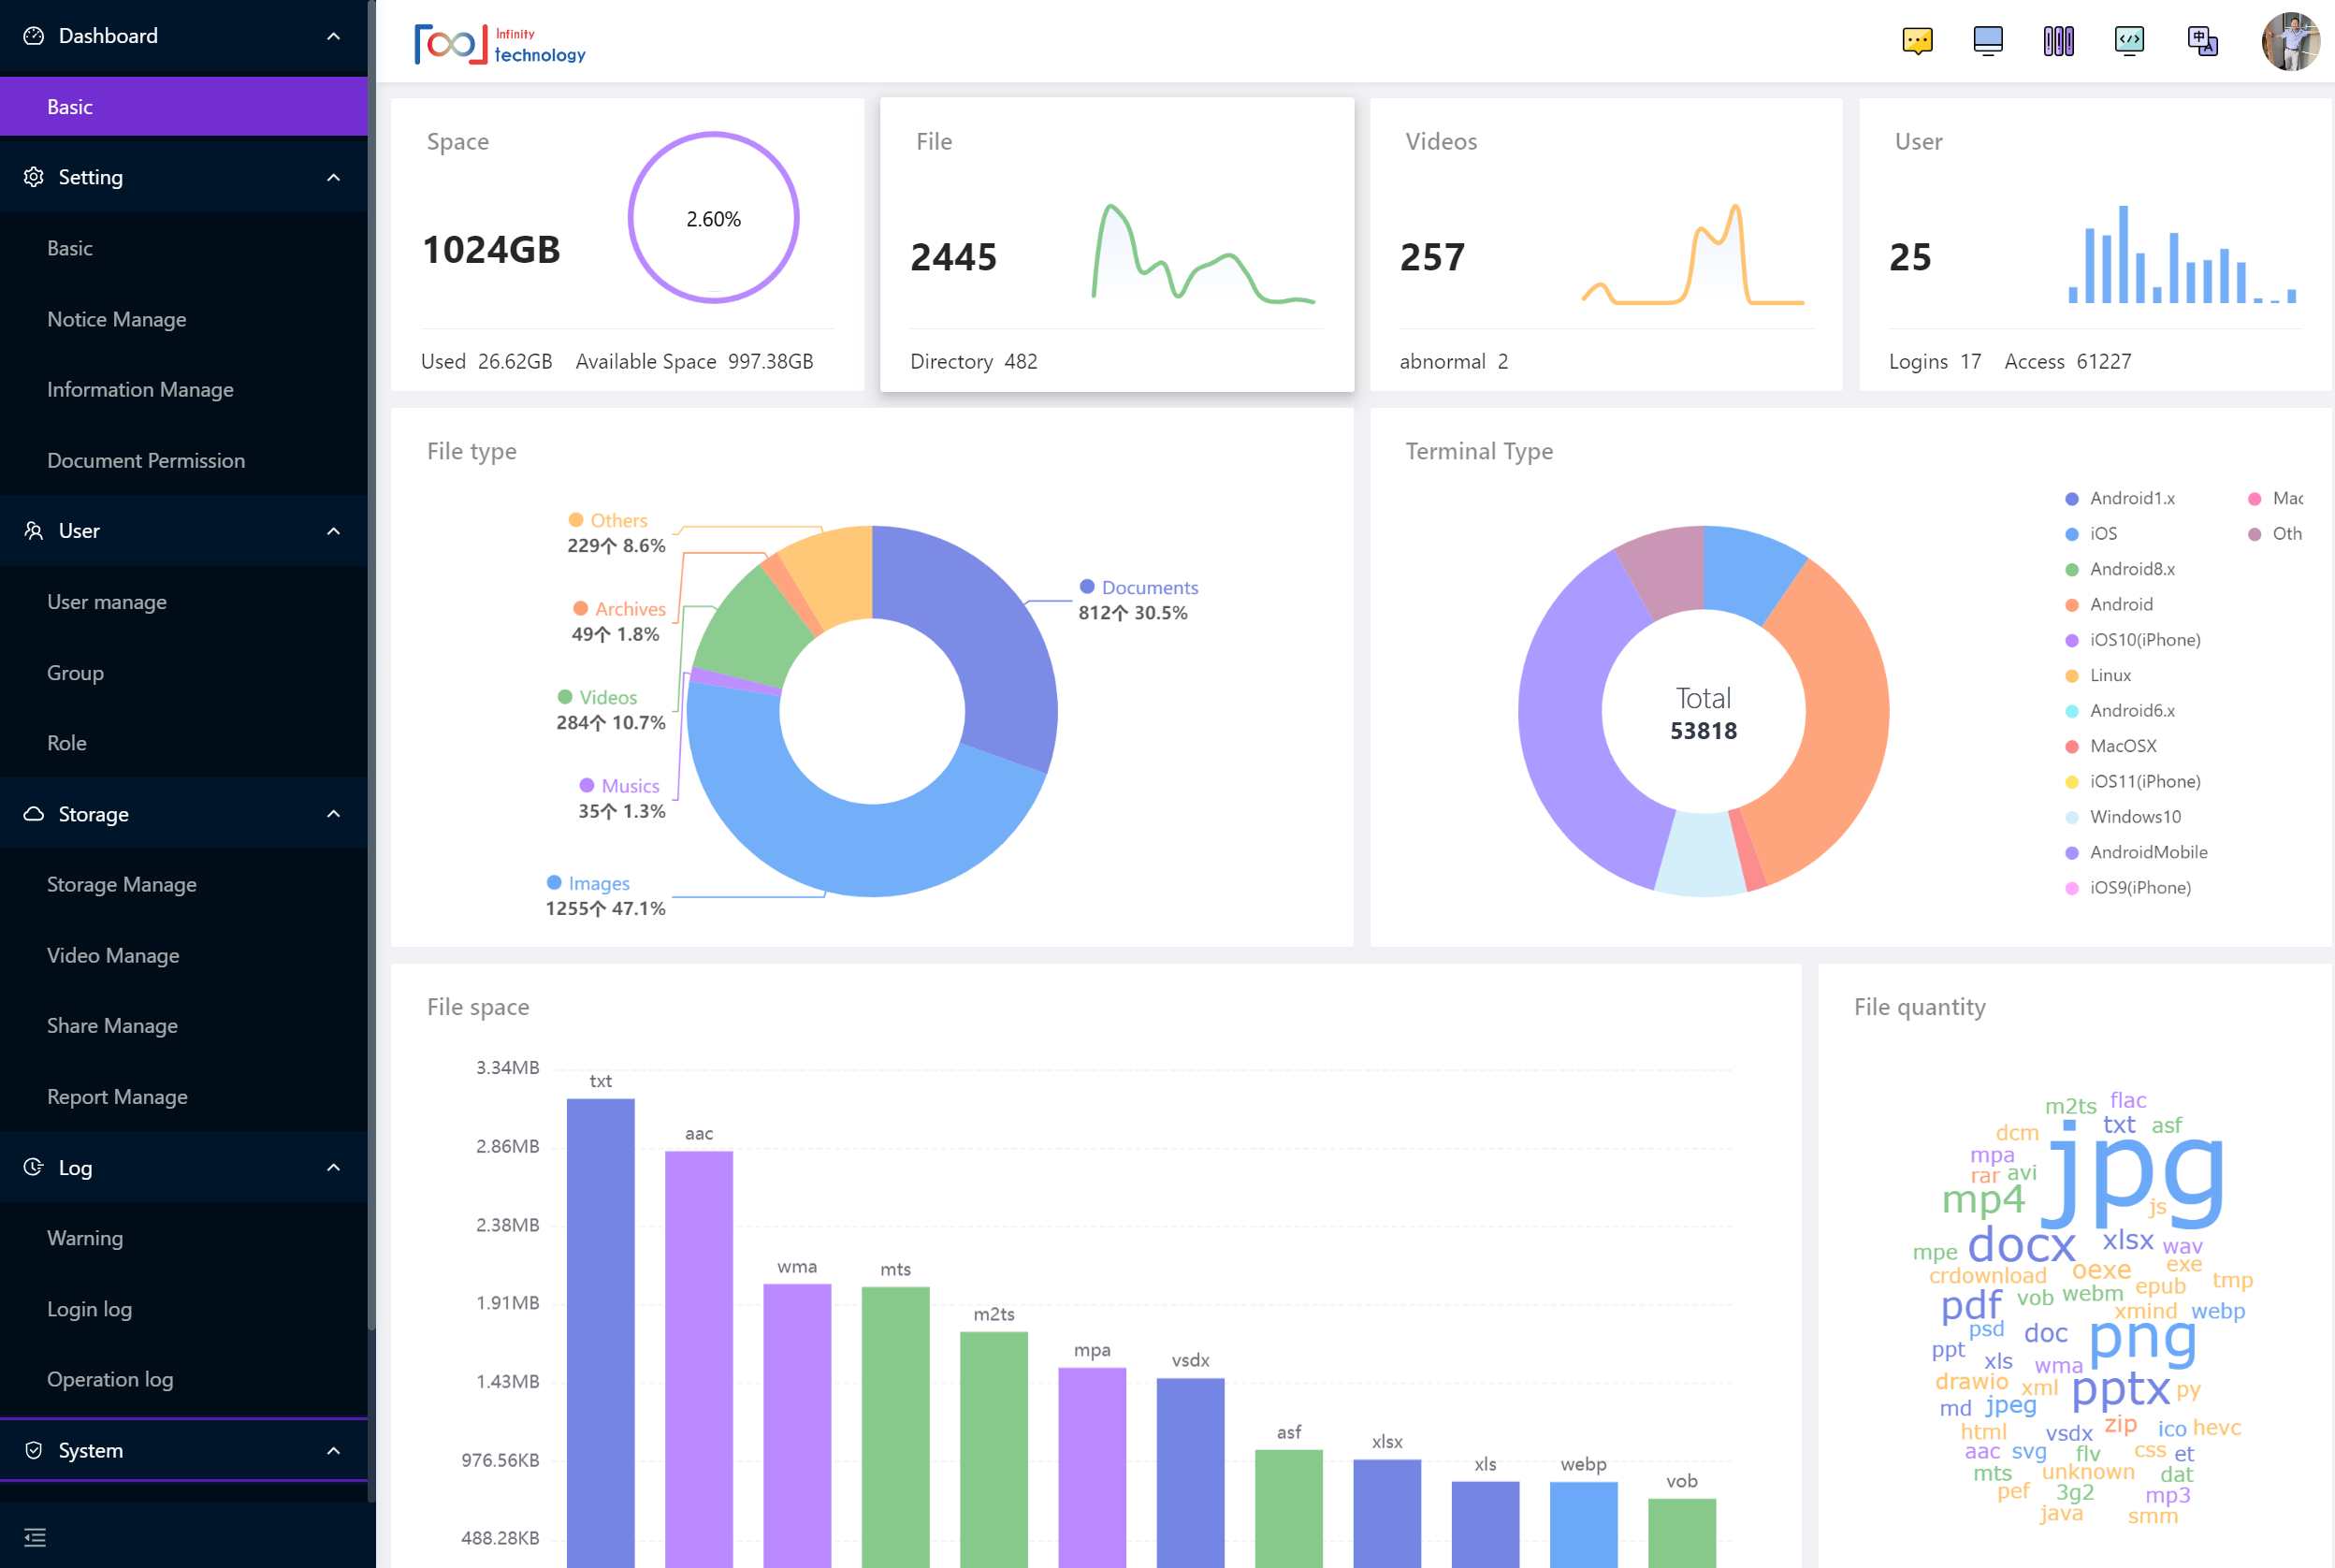 Dashboard
Basic
Setting
Basic
Notice Manage
Information Manage
Document Permission
User
User manage
Group
Role
Storage
Storage Manage
Video Manage
Share Manage
Report Manage
Log
Warning
Login log
Operation log
System
Infinity
technology
Space
2.60%
1024GB
Used 26.62GB Available Space 997.38GB
File
2445
Directory 482
Videos
257
abnormal 2
User
25
Logins 17 Access 61227
File type
Others
229个 8.6%
Archives
49个 1.8%
Videos
284个 10.7%
Musics
35个 1.3%
Images
1255个 47.1%
Documents
812个 30.5%
Terminal Type
Total
53818
Android1.x
iOS
Android8.x
Android
iOS10(iPhone)
Linux
Android6.x
MacOSX
iOS11(iPhone)
Windows10
AndroidMobile
iOS9(iPhone)
Mac
Oth
File space
3.34MB
2.86MB
2.38MB
1.91MB
1.43MB
976.56KB
488.28KB
txt
aac
wma
mts
m2ts
mpa
vsdx
asf
xlsx
xls
webp
vob
File quantity
m2ts flac
dcm txt asf
mpa
rar avi jpg
mp4 js
mpe docx xlsx wav
crdownload oexe exe
epub tmp
pdf vob webm
xmind webp
psd doc png
ppt xls wma
drawio xml pptx py
md jpeg
html vsdx zip ico hevc
aac svg flv css et
mts unknown dat
pef 3g2 mp3
java smm